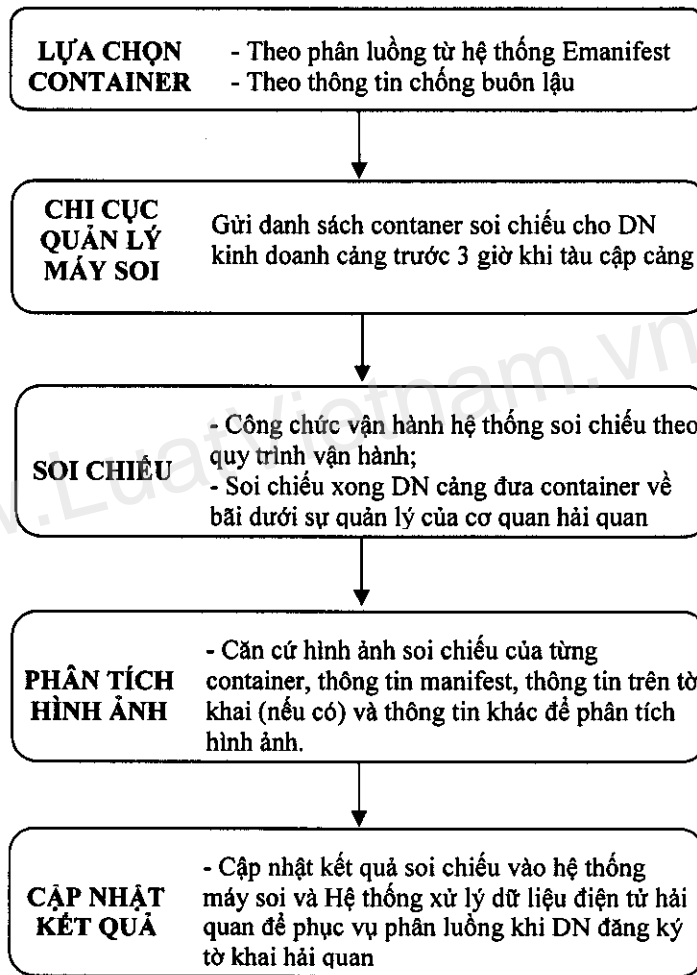 LỰA CHỌN
CONTAINER
- Theo phân luồng từ hệ thống Emanifest
- Theo thông tin chống buôn lậu
CHI CỤC
QUẢN LÝ
MÁY SOI
Gửi danh sách contaner soi chiếu cho DN
kinh doanh cảng trước 3 giờ khi tàu cập cảng
SOI CHIẾU
- Công chức vận hành hệ thống soi chiếu theo
quy trình vận hành;
- Soi chiếu xong DN cảng đưa container về
bãi dưới sự quản lý của cơ quan hải quan
PHÂN TÍCH
HÌNH ẢNH
- Căn cứ hình ảnh soi chiếu của từng
container, thông tin manifest, thông tin trên tờ
khai (nếu có) và thông tin khác để phân tích
hình ảnh.
CẬP NHẬT
KẾT QUẢ
- Cập nhật kết quả soi chiếu vào hệ thống
máy soi và Hệ thống xử lý dữ liệu điện tử hải
quan để phục vụ phân luồng khi DN đăng ký
tờ khai hải quan
w.LuatVietnam.vn